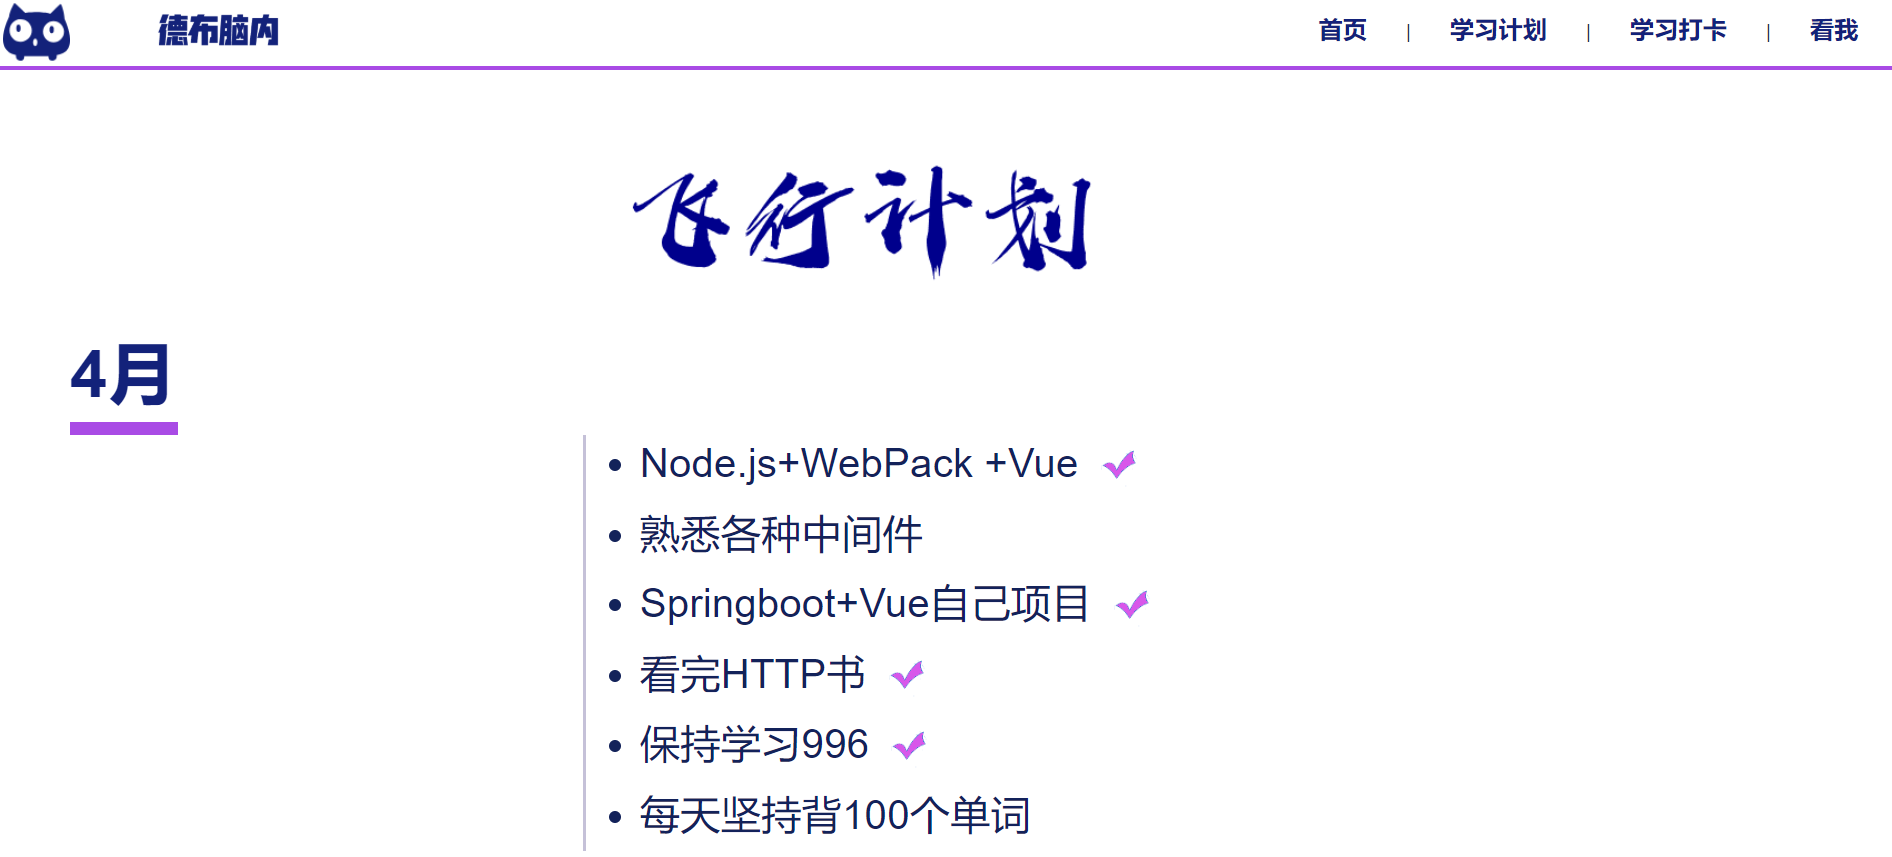 德布脑内
首页 | 学习计划 | 学习打卡 | 看我
飞行计划
4月
Node.js+WebPack +Vue
熟悉各种中间件
Springboot+Vue自己项目
看完HTTP书
保持学习996
每天坚持背100个单词